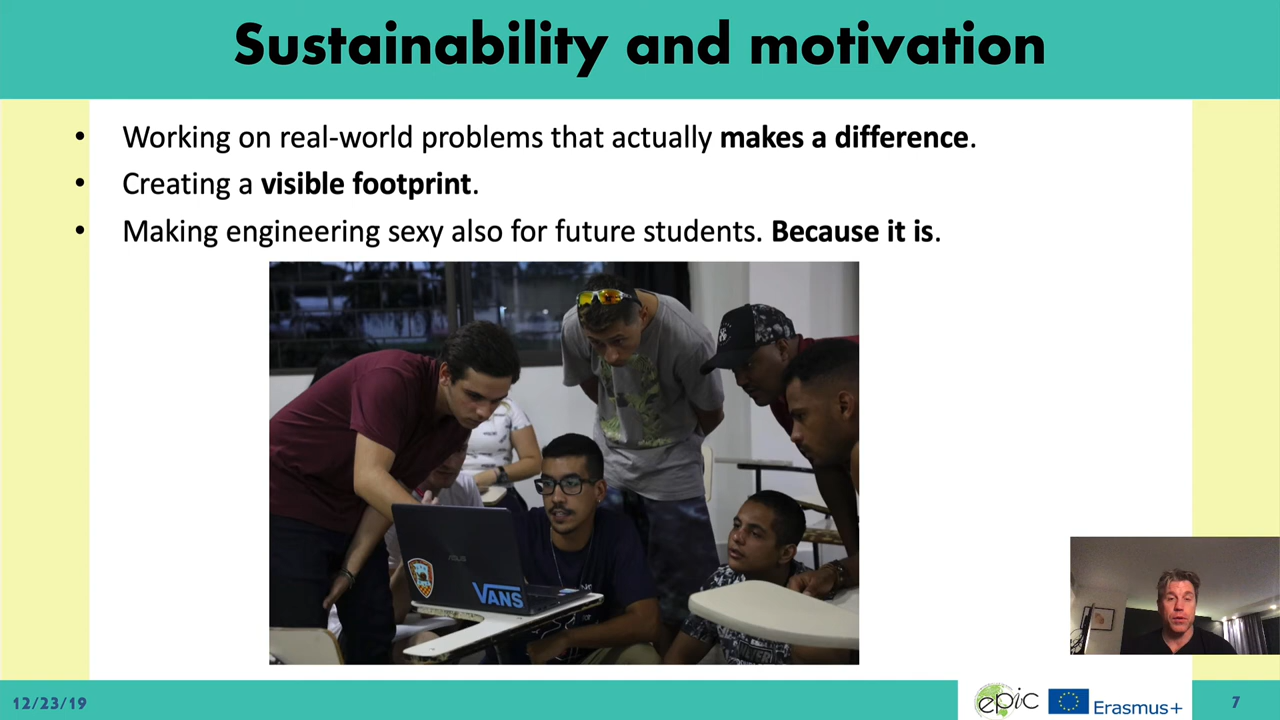 Sustainability and motivation
• Working on real-world problems that actually makes a difference.
• Creating a visible footprint.
• Making engineering sexy also for future students. Because it is.
ASUS
VANS
12/23/19
epic
Erasmus+
7